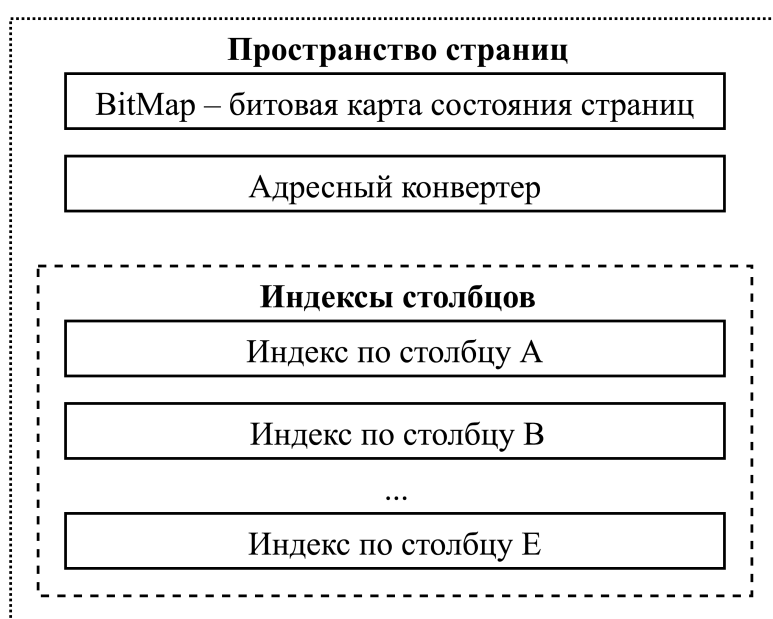 Пространство страниц
BitMap – битовая карта состояния страниц
Адресный конвертер
Индексы столбцов
Индекс по столбцу A
Индекс по столбцу B
...
Индекс по столбцу E